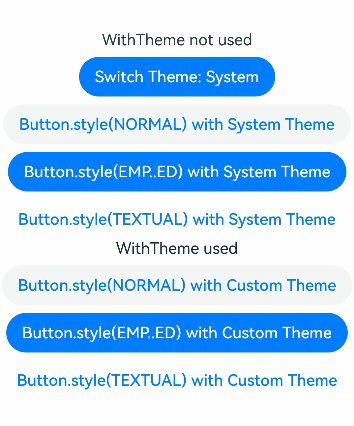 WithTheme not used
Switch Theme: System
Button.style(NORMAL) with System Theme
Button.style(EMP..ED) with System Theme
Button.style(TEXTUAL) with System Theme
WithTheme used
Button.style(NORMAL) with Custom Theme
Button.style(EMP..ED) with Custom Theme
Button.style(TEXTUAL) with Custom Theme